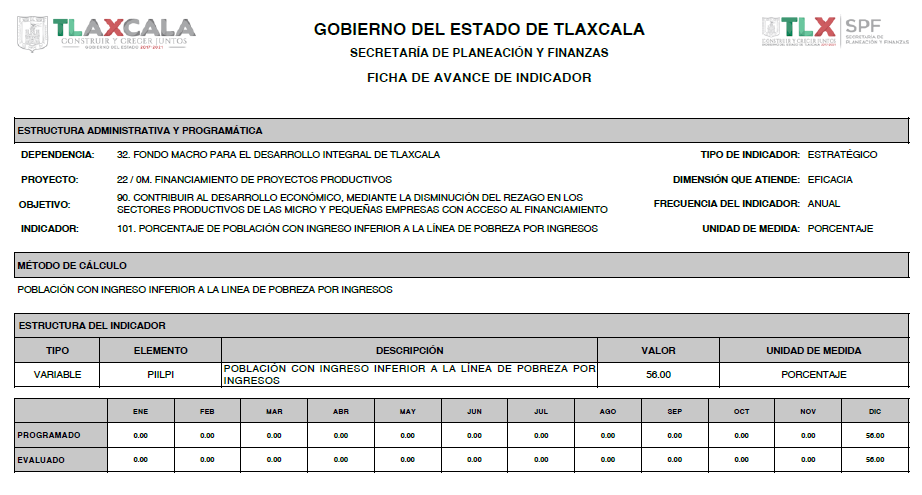 TLAXCALA
CONSTRUIR Y CRECER JUNTOS
GOBIERNO DEL ESTADO 2017-2021
GOBIERNO DEL ESTADO DE TLAXCALA
SECRETARÍA DE PLANEACIÓN Y FINANZAS
FICHA DE AVANCE DE INDICADOR
TLX
CONSTRUIR Y CRECER JUNTOS
SPF
SECRETARÍA DE
PLANEACIÓN Y FINANZAS
ESTRUCTURA ADMINISTRATIVA Y PROGRAMÁTICA
DEPENDENCIA: 32. FONDO MACRO PARA EL DESARROLLO INTEGRAL DE TLAXCALA TIPO DE INDICADOR: ESTRATÉGICO
PROYECTO: 22 / 0M. FINANCIAMIENTO DE PROYECTOS PRODUCTIVOS DIMENSIÓN QUE ATIENDE: EFICACIA
OBJETIVO: 90. CONTRIBUIR AL DESARROLLO ECONÓMICO, MEDIANTE LA DISMINUCIÓN DEL REZAGO EN LOS
SECTORES PRODUCTIVOS DE LAS MICRO Y PEQUEÑAS EMPRESAS CON ACCESO AL FINANCIAMIENTO
FRECUENCIA DEL INDICADOR: ANUAL
INDICADOR: 101. PORCENTAJE DE POBLACIÓN CON INGRESO INFERIOR A LA LÍNEA DE POBREZA POR INGRESOS UNIDAD DE MEDIDA: PORCENTAJE
MÉTODO DE CÁLCULO
POBLACIÓN CON INGRESO INFERIOR A LA LINEA DE POBREZA POR INGRESOS
ESTRUCTURA DEL INDICADOR
TIPO ELEMENTO DESCRIPCIÓN VALOR UNIDAD DE MEDIDA
VARIABLE PIILPI POBLACIÓN CON INGRESO INFERIOR A LA LÍNEA DE POBREZA POR
INGRESOS 56.00 PORCENTAJE
ENE FEB MAR ABR MAY JUN JUL AGO SEP OCT NOV DIC
PROGRAMADO 0.00 0.00 0.00 0.00 0.00 0.00 0.00 0.00 0.00 0.00 0.00 56.00
EVALUADO 0.00 0.00 0.00 0.00 0.00 0.00 0.00 0.00 0.00 0.00 0.00 56.00